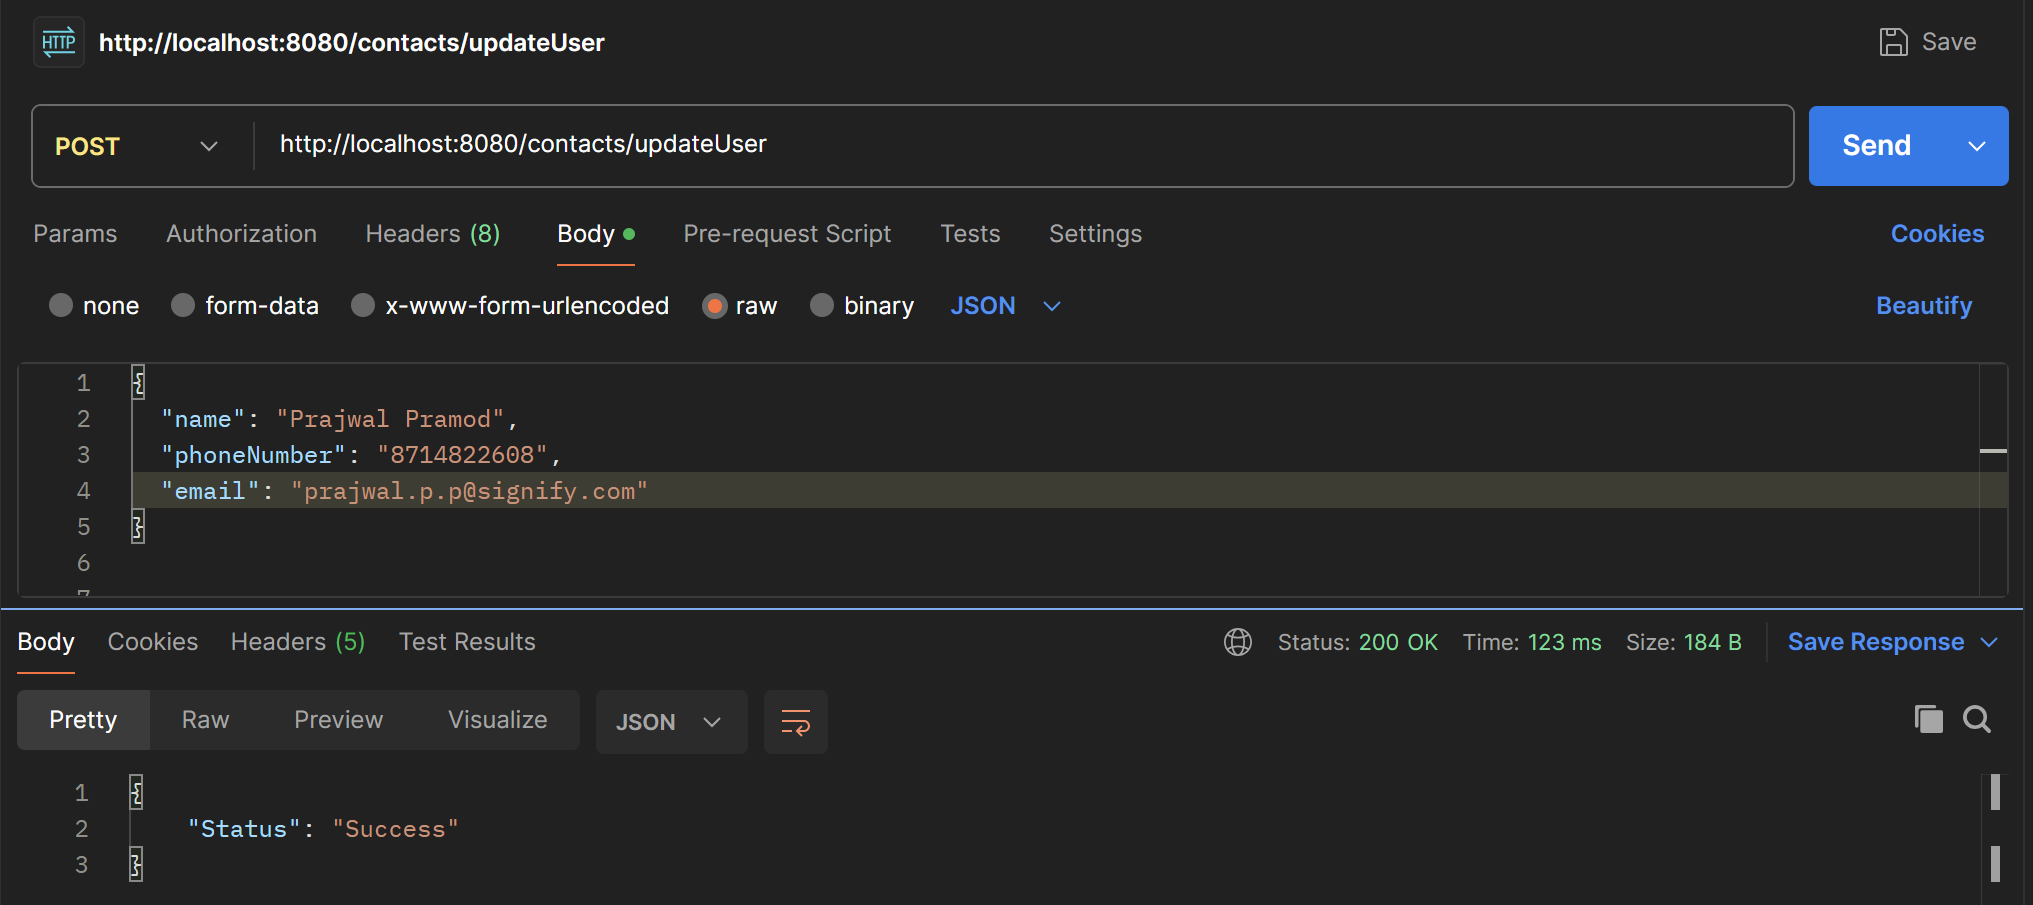 HTTP http://localhost:8080/contacts/updateUser Save
POST http://localhost:8080/contacts/updateUser Send
Params Authorization Headers (8) Body Pre-request Script Tests Settings Cookies
none form-data x-www-form-urlencoded raw binary JSON Beautify
1 {
2 "name": "Prajwal Pramod",
3 "phoneNumber": "8714822608",
4 "email": "prajwal.p.p@signify.com"
5 }
6
7
Body Cookies Headers (5) Test Results Status: 200 OK Time: 123 ms Size: 184 B Save Response
Pretty Raw Preview Visualize JSON
1 {
2 "Status": "Success"
3 }